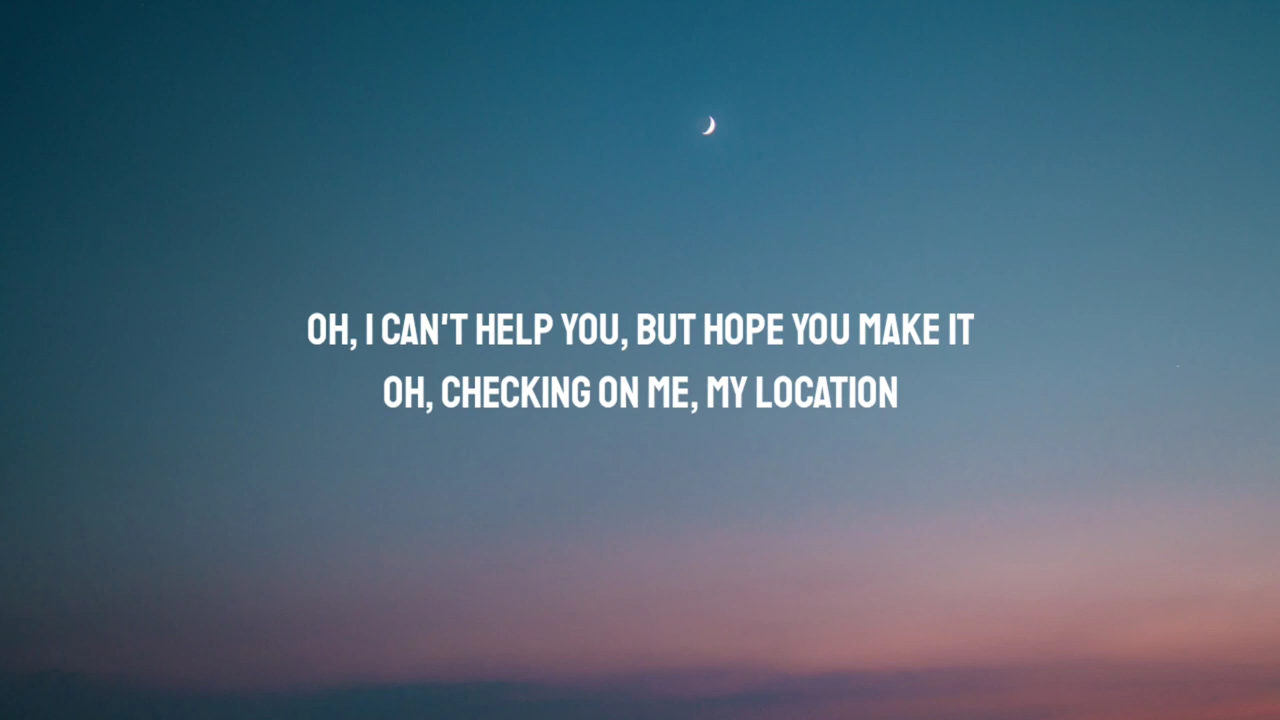 OH, I CAN'T HELP YOU, BUT HOPE YOU MAKE IT
OH, CHECKING ON ME, MY LOCATION